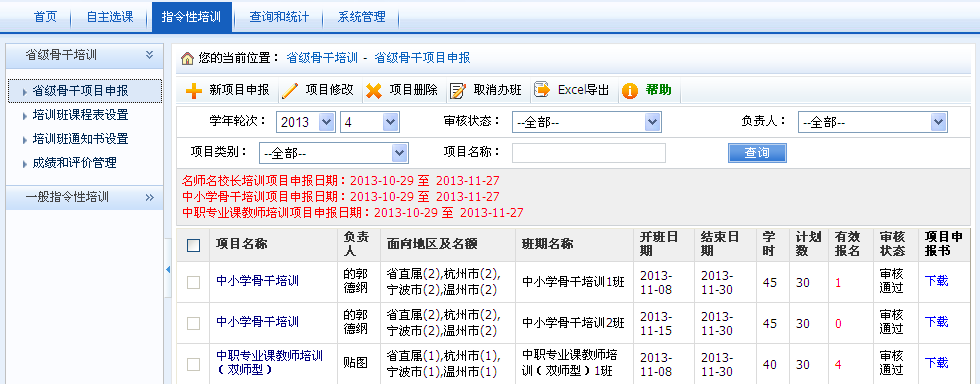 首页 自主选课 指令性培训 查询和统计 系统管理
省级骨干培训
省级骨干项目申报
培训班课程表设置
培训班通知书设置
成绩和评价管理
一般指令性培训
您的当前位置： 省级骨干培训 - 省级骨干项目申报
新项目申报 项目修改 项目删除 取消办班 Excel导出 帮助
学年轮次： 2013 4 审核状态： --全部-- 负责人： --全部--
项目类别： --全部-- 项目名称： 查询
名师名校长培训项目申报日期：2013-10-29 至 2013-11-27
中小学骨干培训项目申报日期：2013-10-29 至 2013-11-27
中职专业课教师培训项目申报日期：2013-10-29 至 2013-11-27
项目名称 负责人 面向地区及名额 班期名称 开班日期 结束日期 学时 计划数 有效报名 审核状态 项目申报书
中小学骨干培训 的郭德纲 省直属(2),杭州市(2),宁波市(2),温州市(2) 中小学骨干培训1班 2013-11-08 2013-11-30 45 30 1 审核通过 下载
中小学骨干培训 的郭德纲 省直属(2),杭州市(2),宁波市(2),温州市(2) 中小学骨干培训2班 2013-11-15 2013-11-30 45 30 0 审核通过 下载
中职专业课教师培训（双师型） 贴图 省直属(1),杭州市(1),宁波市(1),温州市(1) 中职专业课教师培训（双师型）1班 2013-11-08 2013-11-30 40 30 4 审核通过 下载